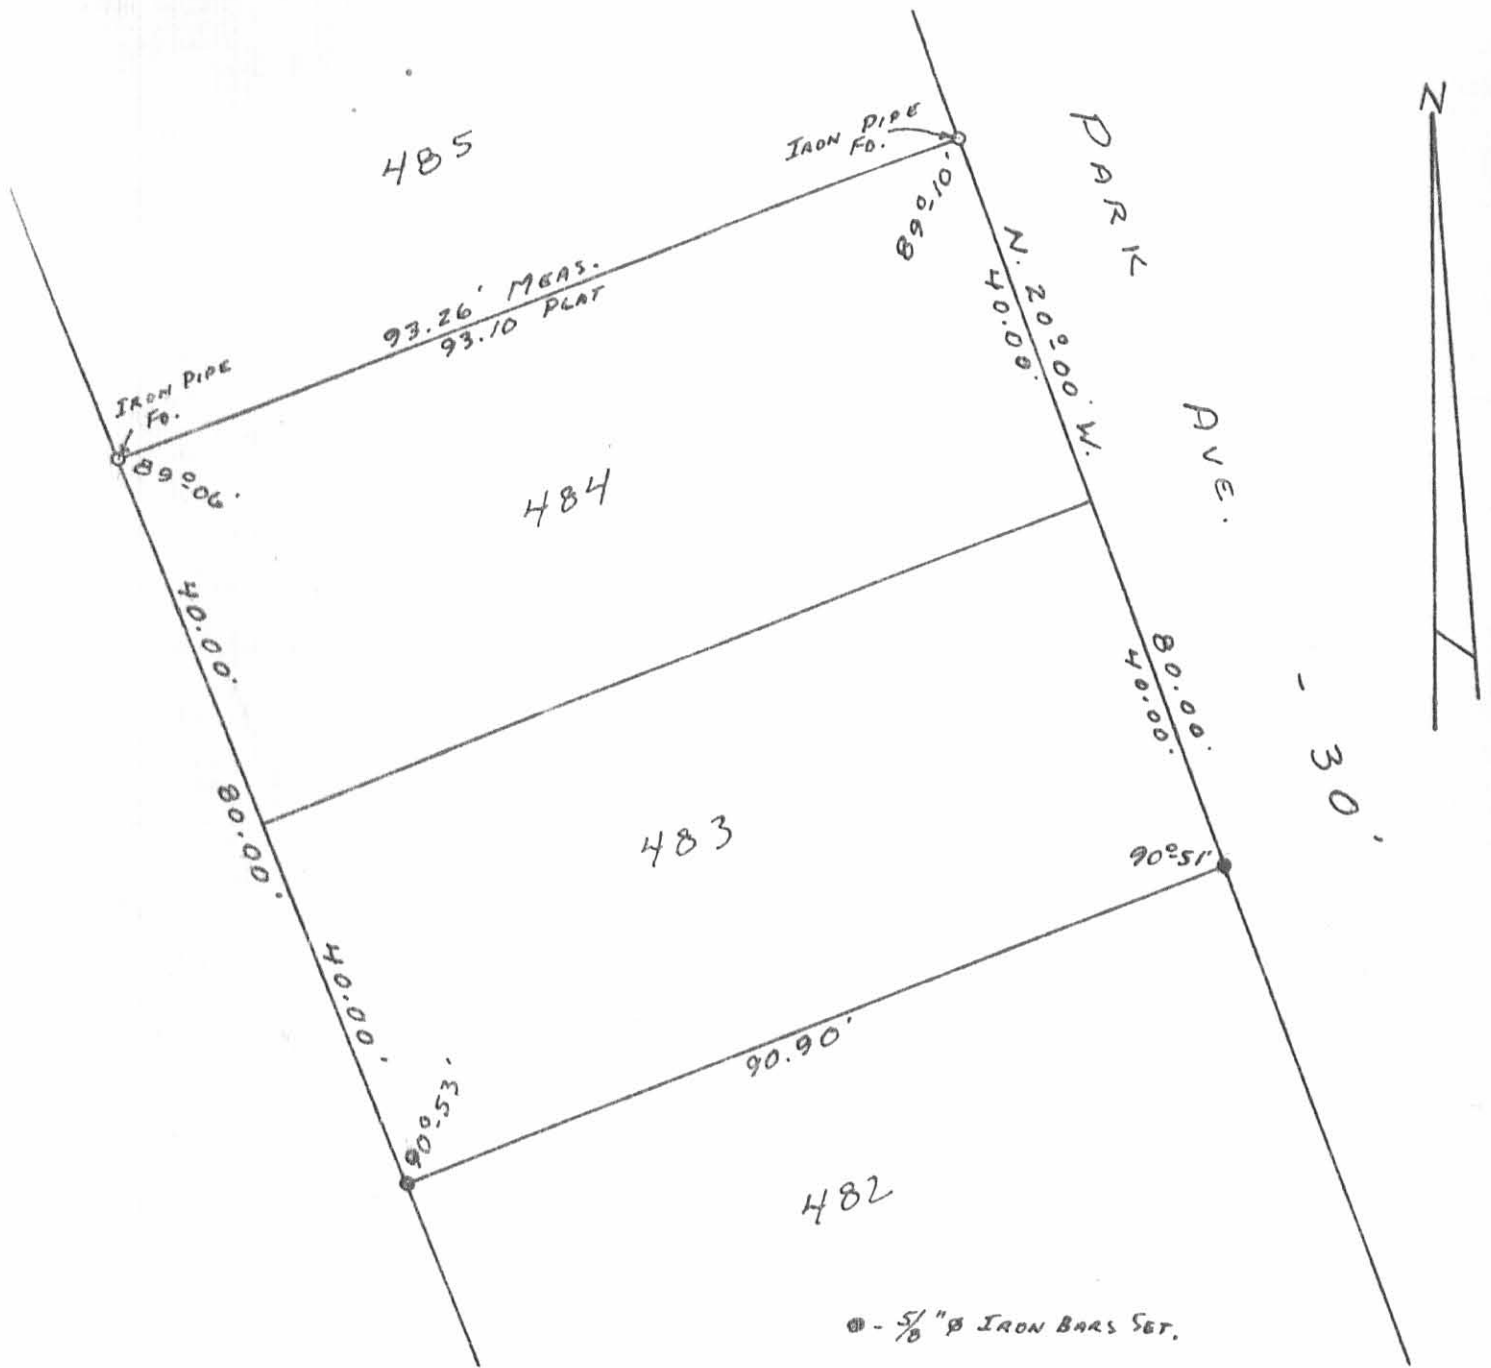 N
485
IRON PIPE
FD.
PARK
AVE.
- 30'
89°-10'
N. 20°-00' W.
40.00'
93.26' MEAS.
93.10 PLAT
IRON PIPE
FD.
89°-06'
484
40.00'
80.00'
80.00'
40.00'
483
90°-51'
40.00'
90.90'
90°-53'
482
- 5/8" ø IRON BARS SET.